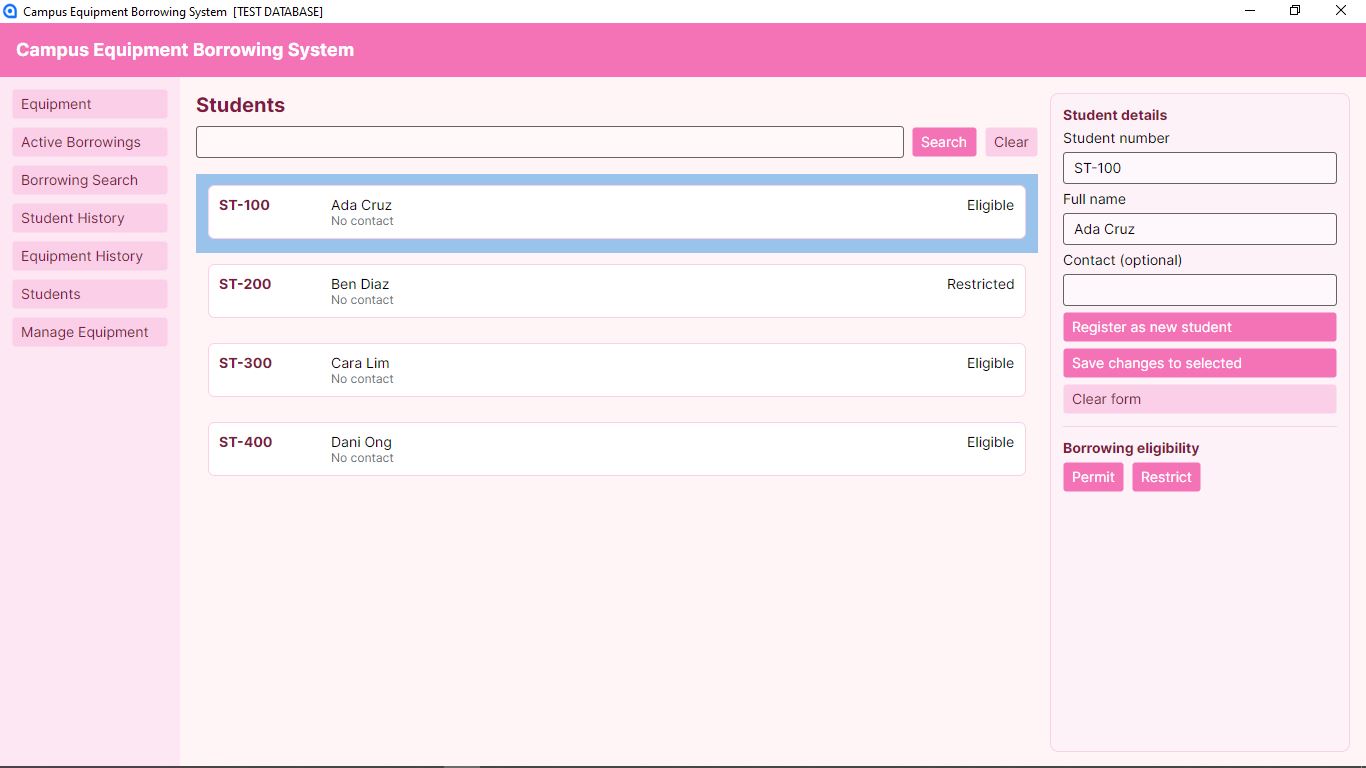 Campus Equipment Borrowing System [TEST DATABASE]
Campus Equipment Borrowing System
Equipment
Active Borrowings
Borrowing Search
Student History
Equipment History
Students
Manage Equipment
Students
Search
Clear
ST-100
Ada Cruz
No contact
Eligible
ST-200
Ben Diaz
No contact
Restricted
ST-300
Cara Lim
No contact
Eligible
ST-400
Dani Ong
No contact
Eligible
Student details
Student number
ST-100
Full name
Ada Cruz
Contact (optional)
Register as new student
Save changes to selected
Clear form
Borrowing eligibility
Permit
Restrict